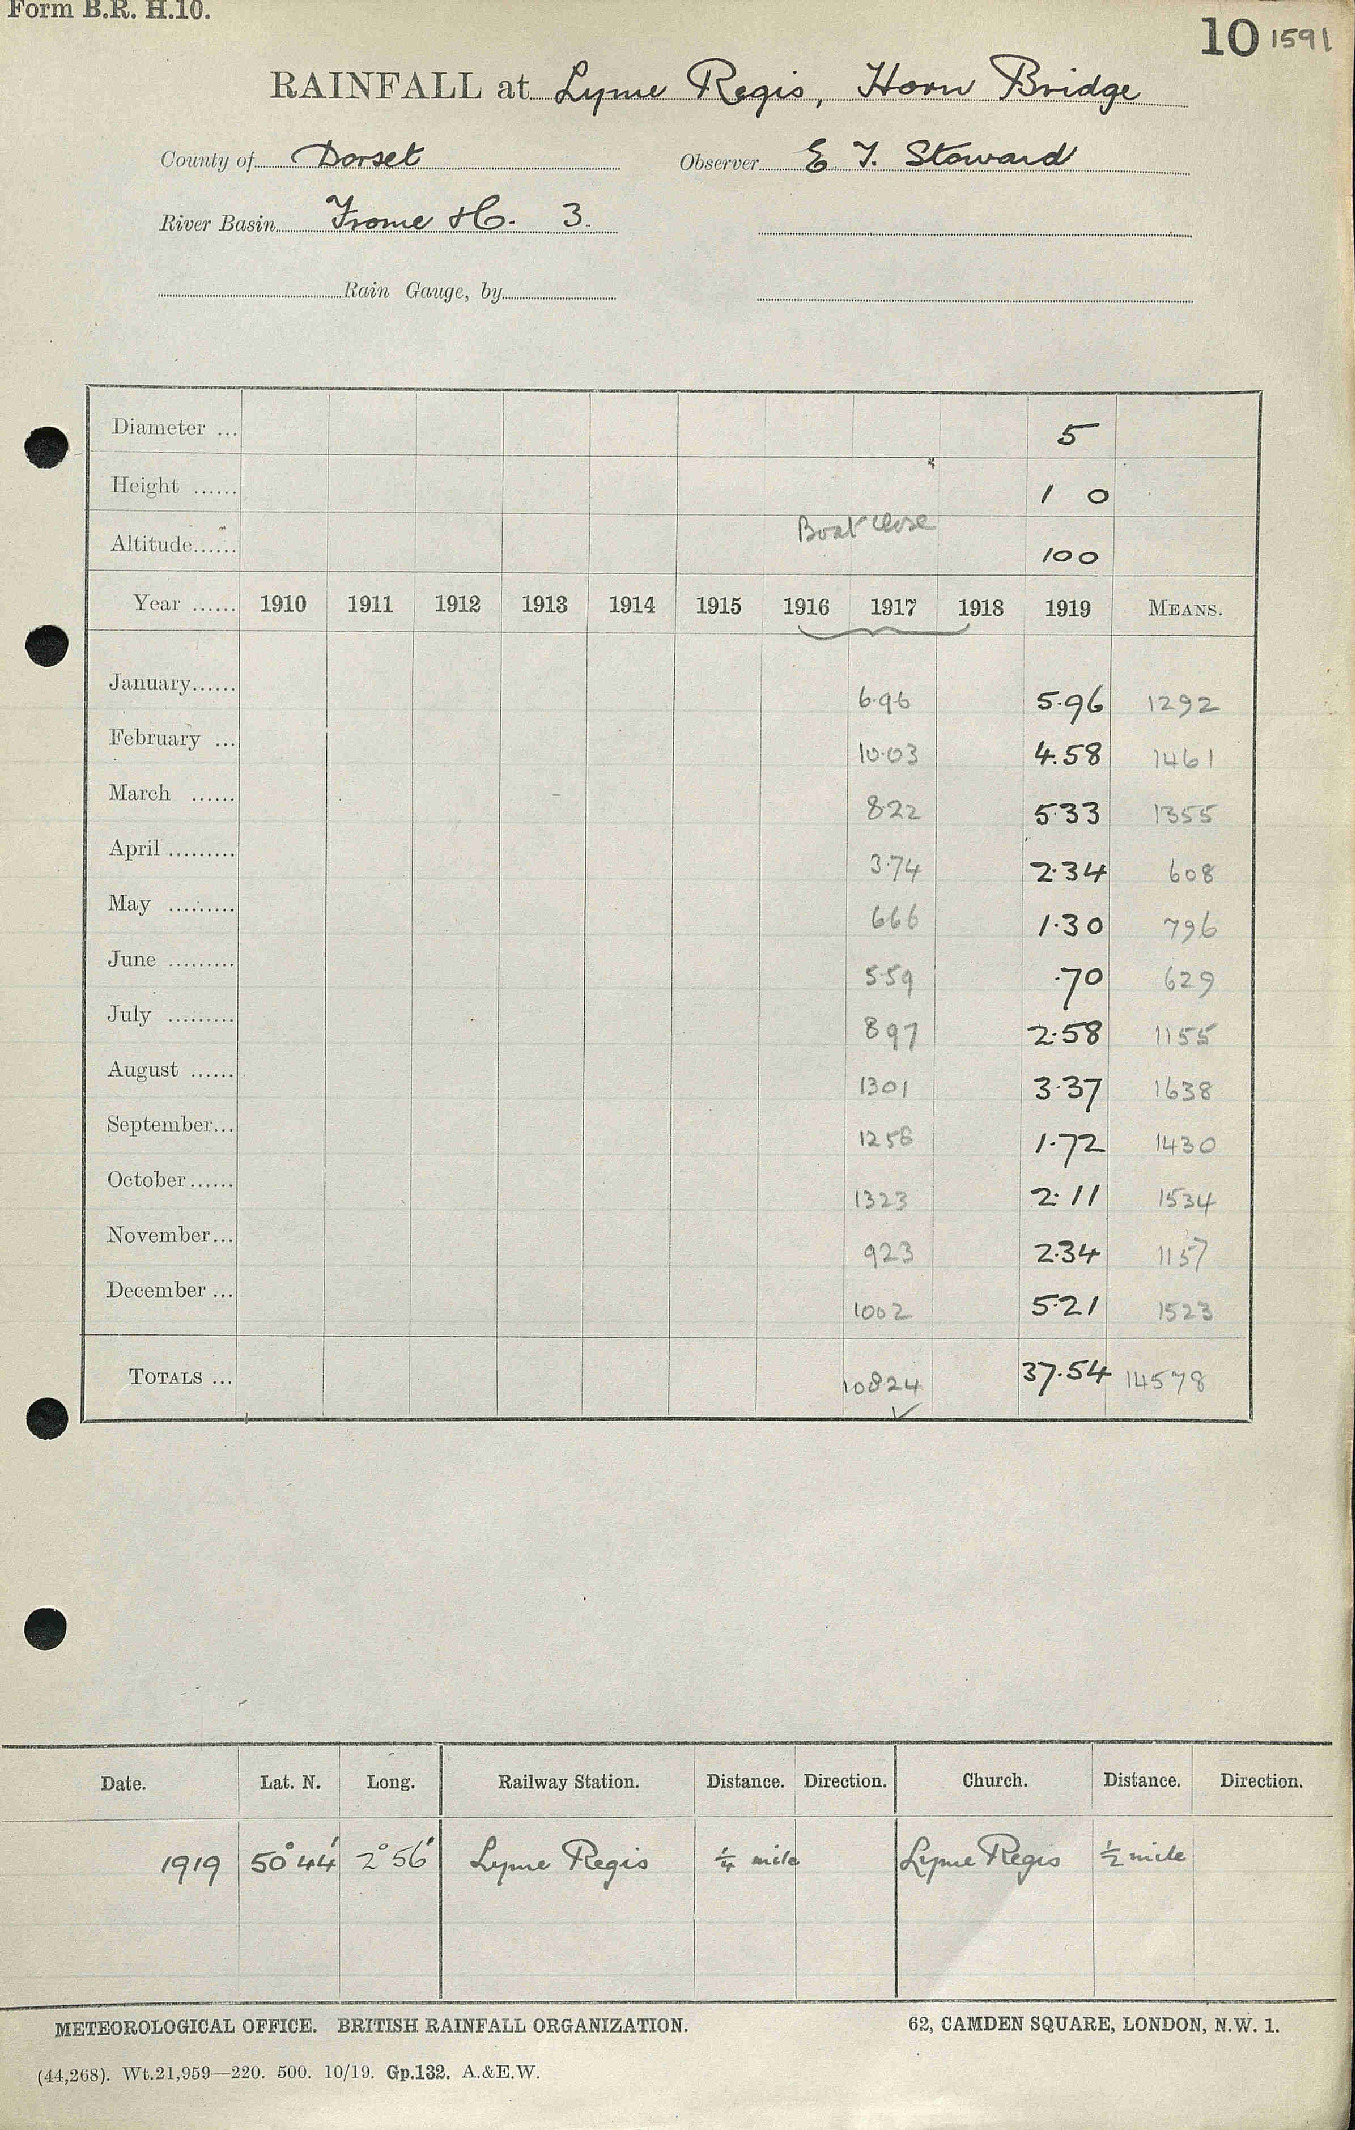 Form B.R. H.10.
10 1591
RAINFALL at Lyme Regis, Horn Bridge
County of Dorset Observer E. T. Stoward
River Basin Frome &c. 3.
Rain Gauge, by
Diameter ... 5
Height ...... 1 0
Boat close
Altitude...... 100
Year ...... 1910 1911 1912 1913 1914 1915 1916 1917 1918 1919 MEANS.
January...... 6.96 5.96 1292
February ... 10.03 4.58 1461
March ...... 822 5.33 1355
April ......... 3.74 2.34 608
May ......... 666 1.30 796
June ......... 5.59 .70 629
July ......... 897 2.58 1155
August ...... 1301 3.37 1638
September... 1258 1.72 1430
October...... 1323 2.11 1534
November... 923 2.34 1157
December ... 1002 5.21 1523
TOTALS ... 10824 37.54 14578
Date. Lat. N. Long. Railway Station. Distance. Direction. Church. Distance. Direction.
1919 50°44' 2°56' Lyme Regis ¼ mile Lyme Regis ½ mile
METEOROLOGICAL OFFICE. BRITISH RAINFALL ORGANIZATION. 62, CAMDEN SQUARE, LONDON, N.W. 1.
(44,268). Wt.21,959—220. 500. 10/19. Gp.132. A.&E.W.